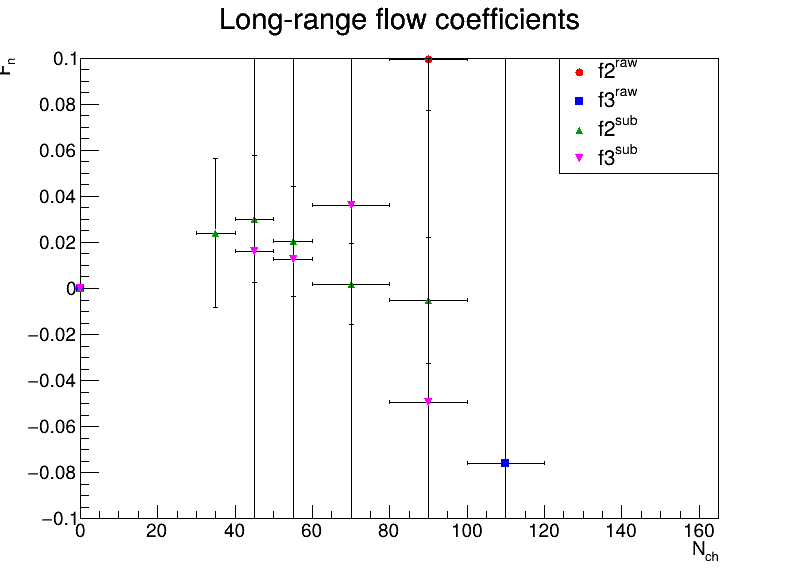 Long-range flow coefficients
F_n
0.1
0.08
0.06
0.04
0.02
0
−0.02
−0.04
−0.06
−0.08
−0.1
0 20 40 60 80 100 120 140 160
N_ch
f2^raw
f3^raw
f2^sub
f3^sub